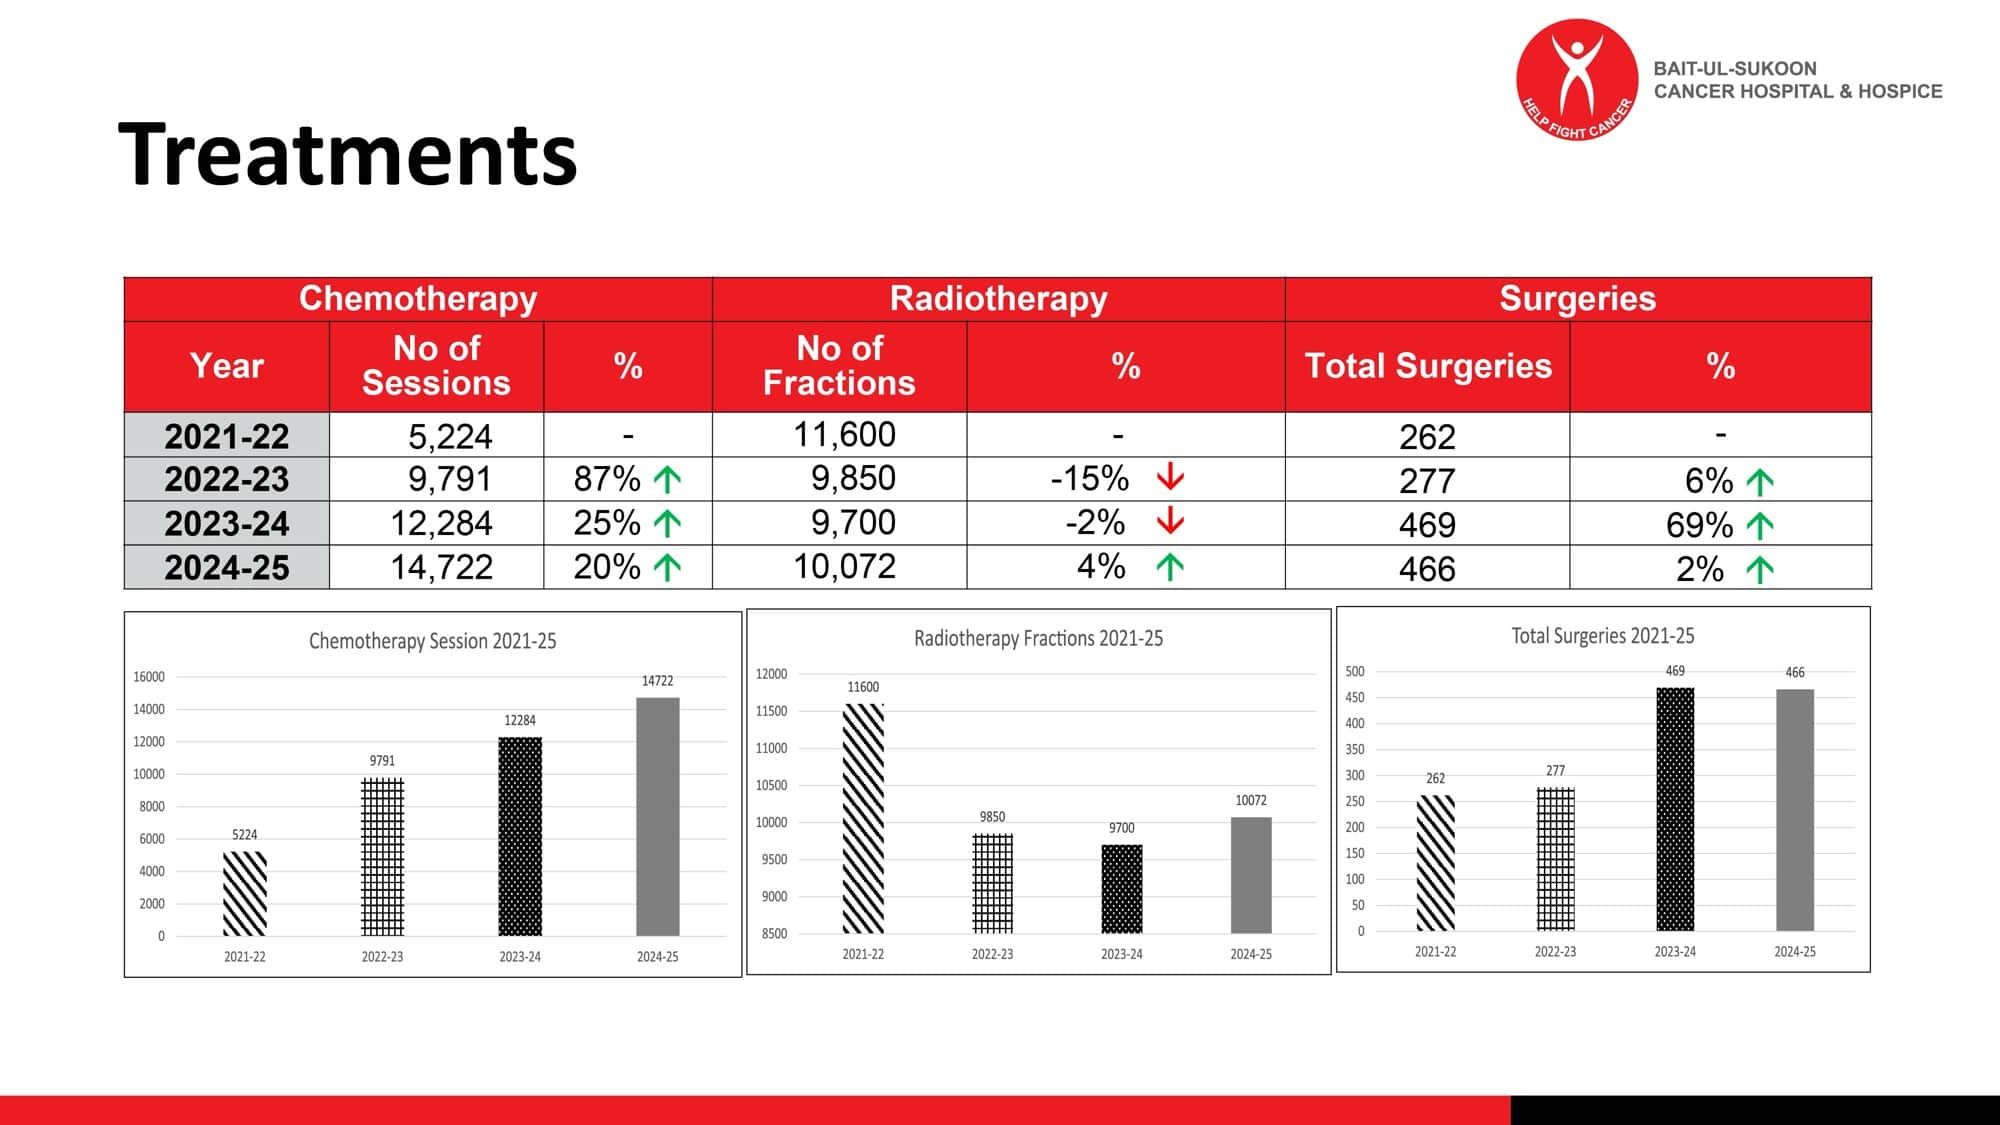 HELP FIGHT CANCER
BAIT-UL-SUKOON
CANCER HOSPITAL & HOSPICE
Treatments
Chemotherapy Radiotherapy Surgeries
Year No of Sessions % No of Fractions % Total Surgeries %
2021-22 5,224 - 11,600 - 262 -
2022-23 9,791 87% ↑ 9,850 -15% ↓ 277 6% ↑
2023-24 12,284 25% ↑ 9,700 -2% ↓ 469 69% ↑
2024-25 14,722 20% ↑ 10,072 4% ↑ 466 2% ↑
Chemotherapy Session 2021-25
16000
14000
12000
10000
8000
6000
4000
2000
0
5224
9791
12284
14722
2021-22 2022-23 2023-24 2024-25
Radiotherapy Fractions 2021-25
12000
11500
11000
10500
10000
9500
9000
8500
11600
9850
9700
10072
2021-22 2022-23 2023-24 2024-25
Total Surgeries 2021-25
500
450
400
350
300
250
200
150
100
50
0
262
277
469
466
2021-22 2022-23 2023-24 2024-25